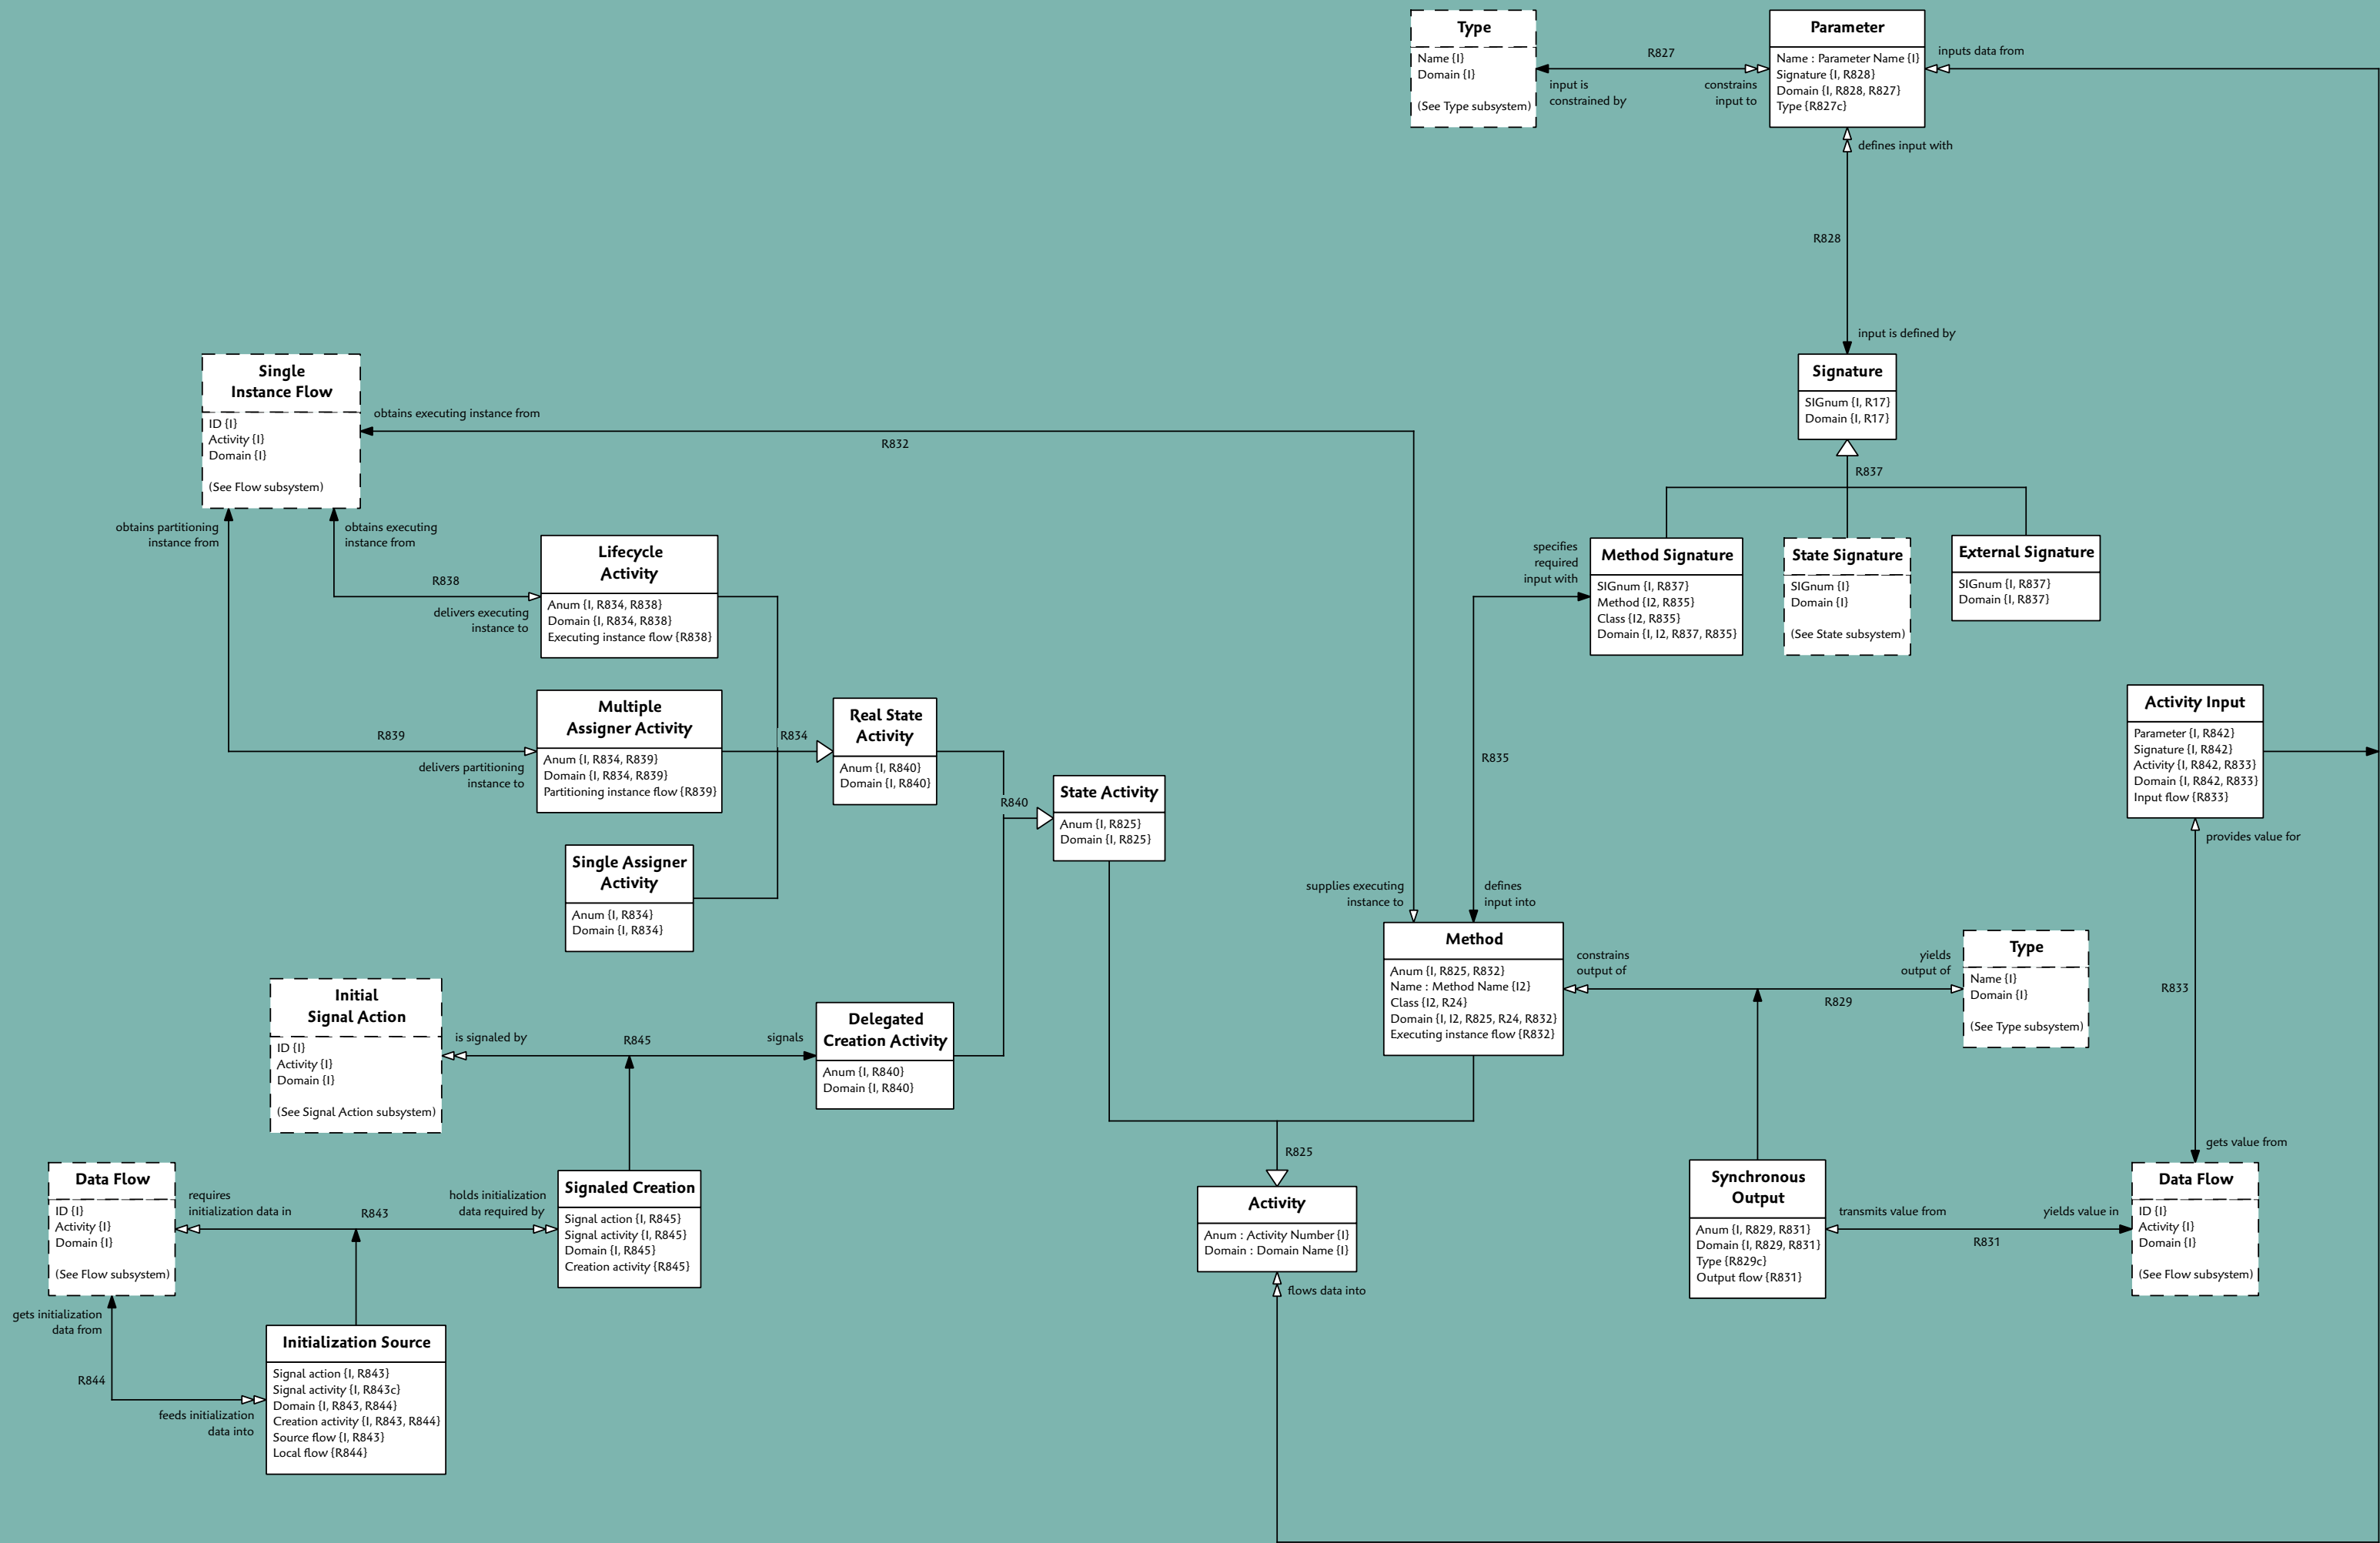 Type
Name {I}
Domain {I}
(See Type subsystem)
R827
input is
constrained by
constrains
input to
Parameter
Name : Parameter Name {I}
Signature {I, R828}
Domain {I, R828, R827}
Type {R827c}
inputs data from
defines input with
R828
input is defined by
Signature
SIGnum {I, R17}
Domain {I, R17}
R837
Single
Instance Flow
ID {I}
Activity {I}
Domain {I}
(See Flow subsystem)
obtains executing instance from
R832
obtains partitioning
instance from
obtains executing
instance from
R838
delivers executing
instance to
Lifecycle
Activity
Anum {I, R834, R838}
Domain {I, R834, R838}
Executing instance flow {R838}
specifies
required
input with
Method Signature
SIGnum {I, R837}
Method {I2, R835}
Class {I2, R835}
Domain {I, I2, R837, R835}
State Signature
SIGnum {I}
Domain {I}
(See State subsystem)
External Signature
SIGnum {I, R837}
Domain {I, R837}
R839
delivers partitioning
instance to
Multiple
Assigner Activity
Anum {I, R834, R839}
Domain {I, R834, R839}
Partitioning instance flow {R839}
R834
Real State
Activity
Anum {I, R840}
Domain {I, R840}
R840
State Activity
Anum {I, R825}
Domain {I, R825}
R835
Activity Input
Parameter {I, R842}
Signature {I, R842}
Activity {I, R842, R833}
Domain {I, R842, R833}
Input flow {R833}
provides value for
Single Assigner
Activity
Anum {I, R834}
Domain {I, R834}
supplies executing
instance to
defines
input into
Method
Anum {I, R825, R832}
Name : Method Name {I2}
Class {I2, R24}
Domain {I, I2, R825, R24, R832}
Executing instance flow {R832}
constrains
output of
yields
output of
R829
Type
Name {I}
Domain {I}
(See Type subsystem)
R833
Initial
Signal Action
ID {I}
Activity {I}
Domain {I}
(See Signal Action subsystem)
is signaled by
R845
signals
Delegated
Creation Activity
Anum {I, R840}
Domain {I, R840}
R825
gets value from
Data Flow
ID {I}
Activity {I}
Domain {I}
(See Flow subsystem)
requires
initialization data in
R843
holds initialization
data required by
Signaled Creation
Signal action {I, R845}
Signal activity {I, R845}
Domain {I, R845}
Creation activity {R845}
Activity
Anum : Activity Number {I}
Domain : Domain Name {I}
flows data into
Synchronous
Output
Anum {I, R829, R831}
Domain {I, R829, R831}
Type {R829c}
Output flow {R831}
transmits value from
yields value in
R831
Data Flow
ID {I}
Activity {I}
Domain {I}
(See Flow subsystem)
gets initialization
data from
R844
feeds initialization
data into
Initialization Source
Signal action {I, R843}
Signal activity {I, R843c}
Domain {I, R843, R844}
Creation activity {I, R843, R844}
Source flow {I, R843}
Local flow {R844}